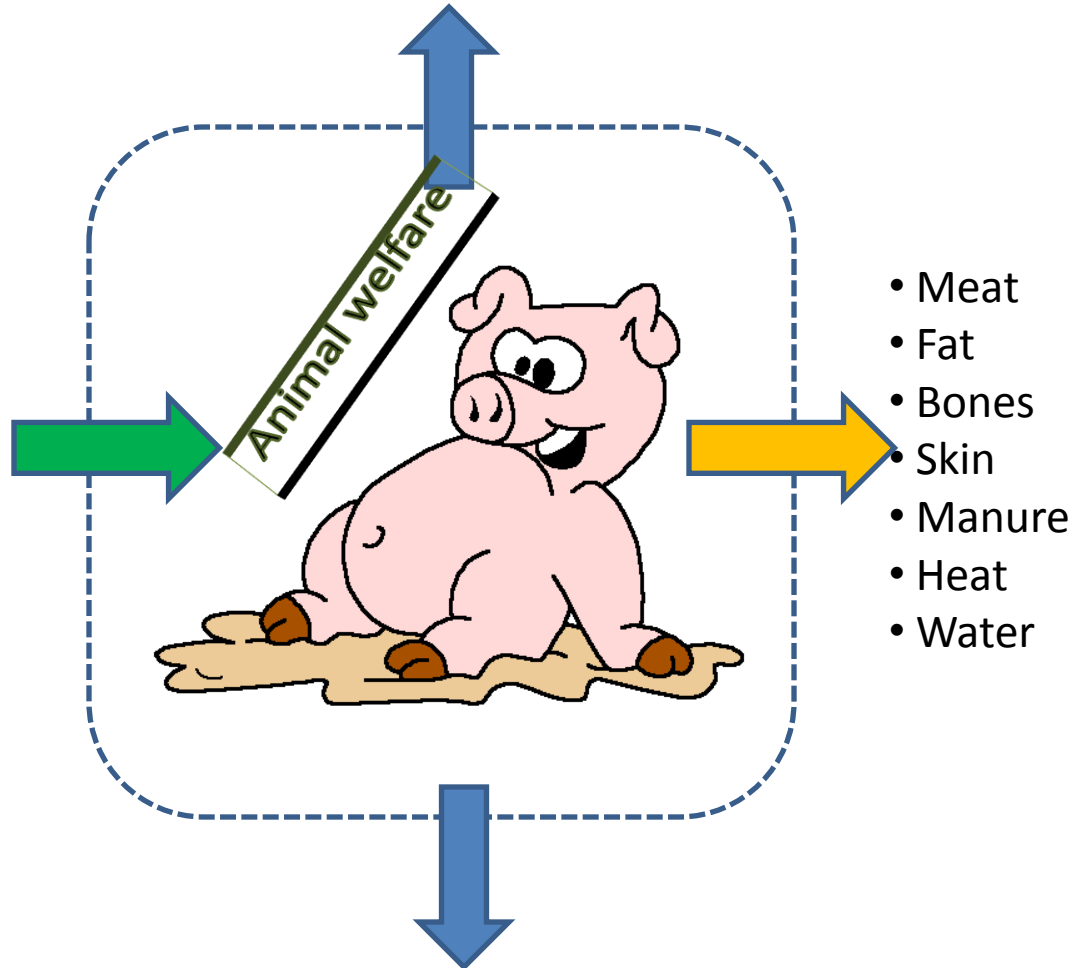 Animal welfare
• Meat
• Fat
• Bones
• Skin
• Manure
• Heat
• Water